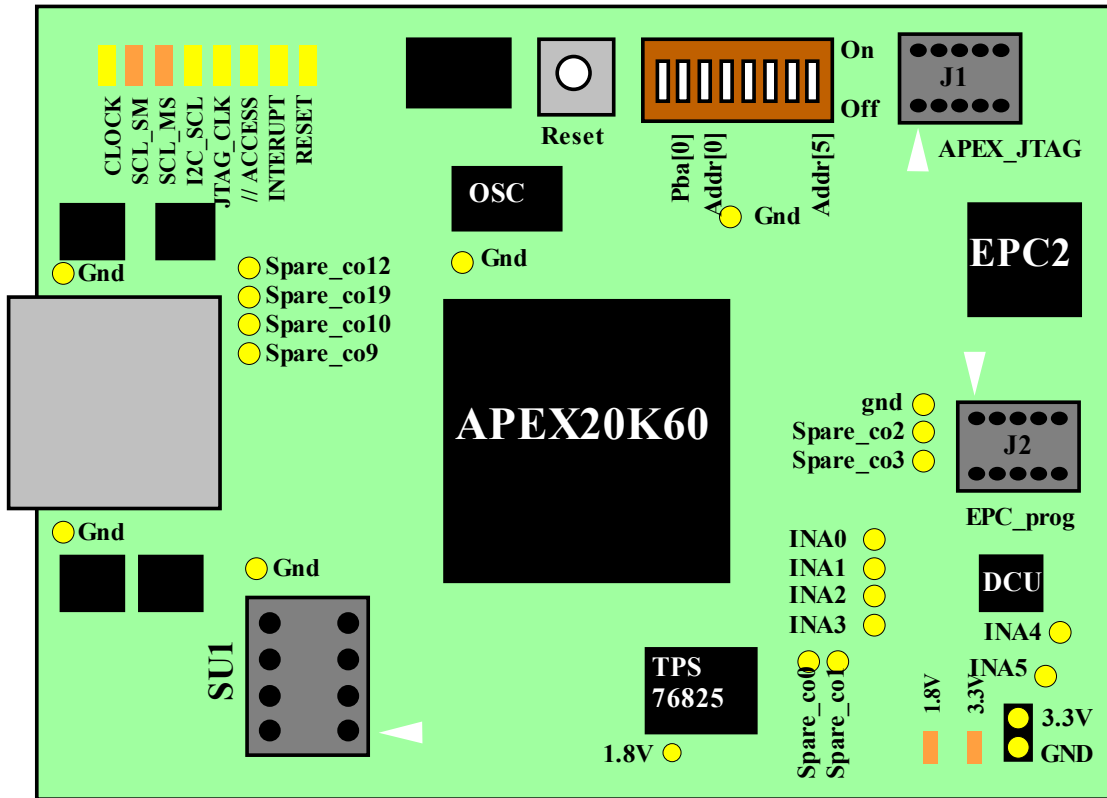 On
Off
J1
Reset
APEX_JTAG
CLOCK
SCL_SM
SCL_MS
I2C_SCL
JTAG_CLK
// ACCESS
INTERUPT
RESET
Pba[0]
Addr[0]
Addr[5]
OSC
Gnd
EPC2
Gnd
Gnd
Spare_co12
Spare_co19
Spare_co10
Spare_co9
APEX20K60
gnd
Spare_co2
Spare_co3
J2
EPC_prog
Gnd
Gnd
INA0
INA1
INA2
INA3
DCU
INA4
INA5
SU1
TPS
76825
1.8V
Spare_co0
Spare_co1
1.8V
3.3V
3.3V
GND